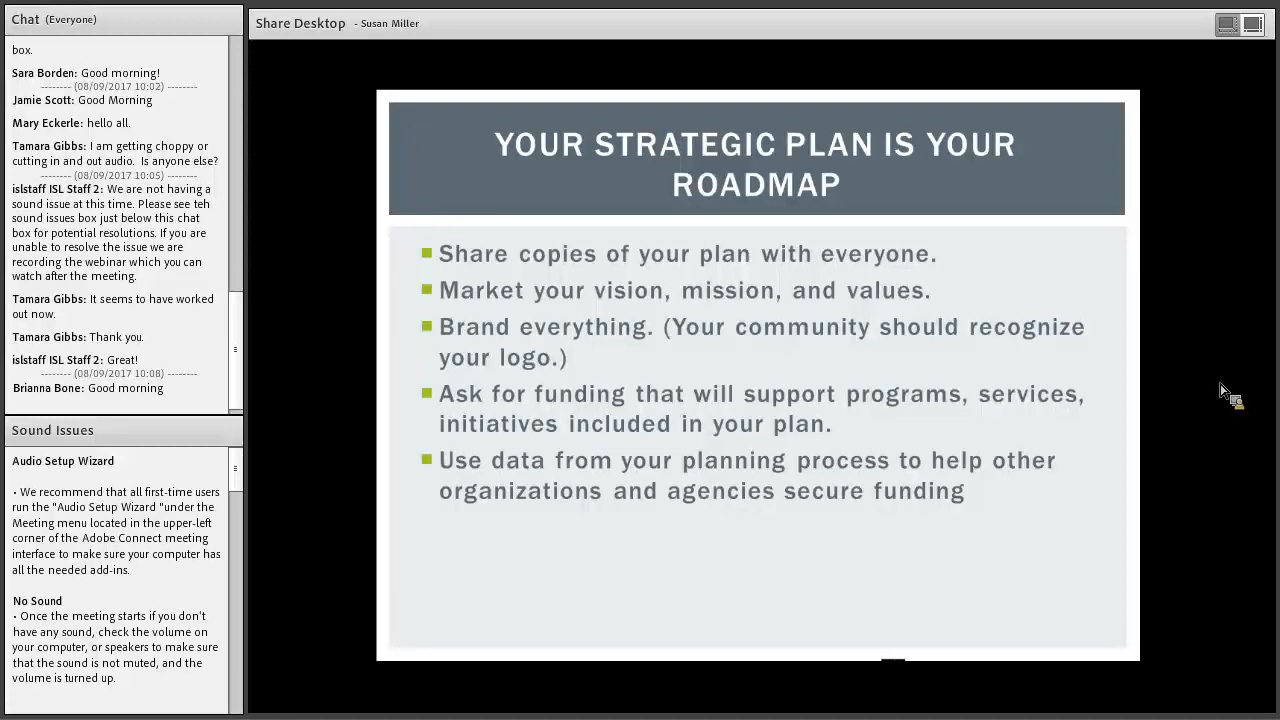 Chat (Everyone)
box.
Sara Borden: Good morning!
-------- (08/09/2017 10:02) --------
Jamie Scott: Good Morning
Mary Eckerle: hello all.
Tamara Gibbs: I am getting choppy or
cutting in and out audio. Is anyone else?
-------- (08/09/2017 10:05) --------
islstaff ISL Staff 2: We are not having a
sound issue at this time. Please see teh
sound issues box just below this chat
box for potential resolutions. If you are
unable to resolve the issue we are
recording the webinar which you can
watch after the meeting.
Tamara Gibbs: It seems to have worked
out now.
Tamara Gibbs: Thank you.
islstaff ISL Staff 2: Great!
-------- (08/09/2017 10:08) --------
Brianna Bone: Good morning
Sound Issues
Audio Setup Wizard
• We recommend that all first-time users
run the "Audio Setup Wizard "under the
Meeting menu located in the upper-left
corner of the Adobe Connect meeting
interface to make sure your computer has
all the needed add-ins.
No Sound
• Once the meeting starts if you don't
have any sound, check the volume on
your computer, or speakers to make sure
that the sound is not muted, and the
volume is turned up.
Share Desktop - Susan Miller
YOUR STRATEGIC PLAN IS YOUR
ROADMAP
Share copies of your plan with everyone.
Market your vision, mission, and values.
Brand everything. (Your community should recognize
your logo.)
Ask for funding that will support programs, services,
initiatives included in your plan.
Use data from your planning process to help other
organizations and agencies secure funding